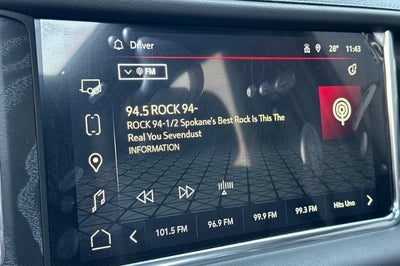 Driver
28° 11:43
FM
94.5 ROCK 94-
ROCK 94-1/2 Spokane's Best Rock Is This The
Real You Sevendust
INFORMATION
101.5 FM 96.9 FM 99.9 FM 99.3 FM Hits Uno